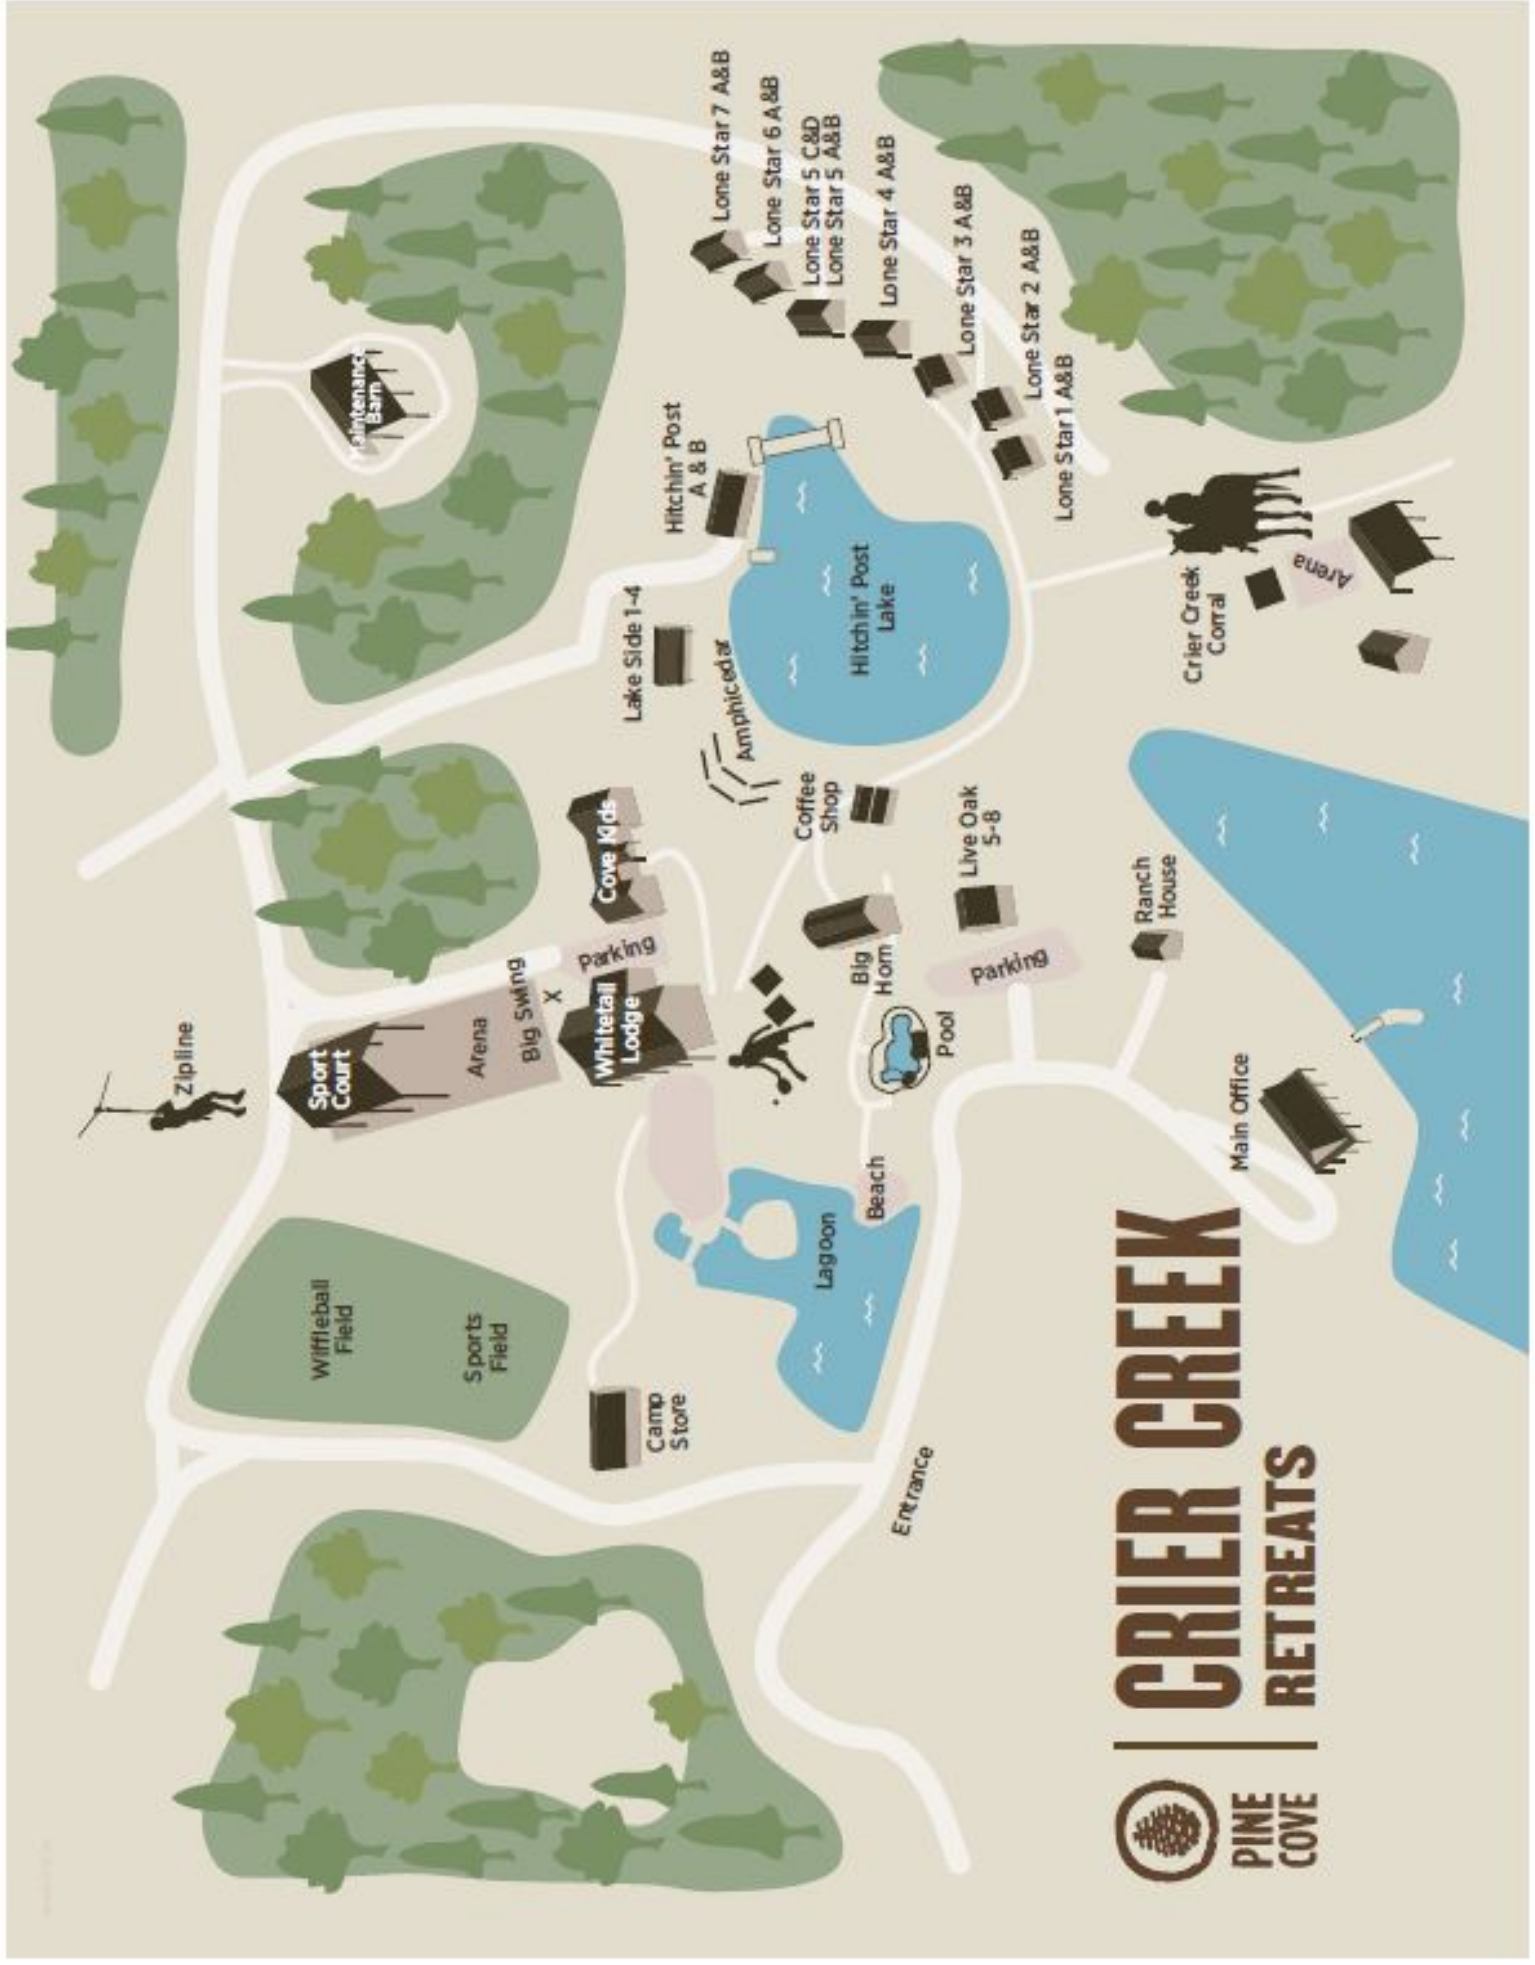 Zipline
Sport
Court
Arena
Big Swing
X
Whitetail
Lodge
Parking
Cove Kids
Maintenance
Barn
Wiffleball
Field
Sports
Field
Camp
Store
Lagoon
Beach
Entrance
Pool
Big
Horn
Coffee
Shop
Amphicedar
Lake Side 1-4
Hitchin' Post
A & B
Hitchin' Post
Lake
Lone Star 7 A&B
Lone Star 6 A&B
Lone Star 5 C&D
Lone Star 5 A&B
Lone Star 4 A&B
Lone Star 3 A&B
Lone Star 2 A&B
Lone Star 1 A&B
Live Oak
5-8
Parking
Ranch
House
Main Office
Crier Creek
Corral
Arena
PINE
COVE
CRIER CREEK
RETREATS